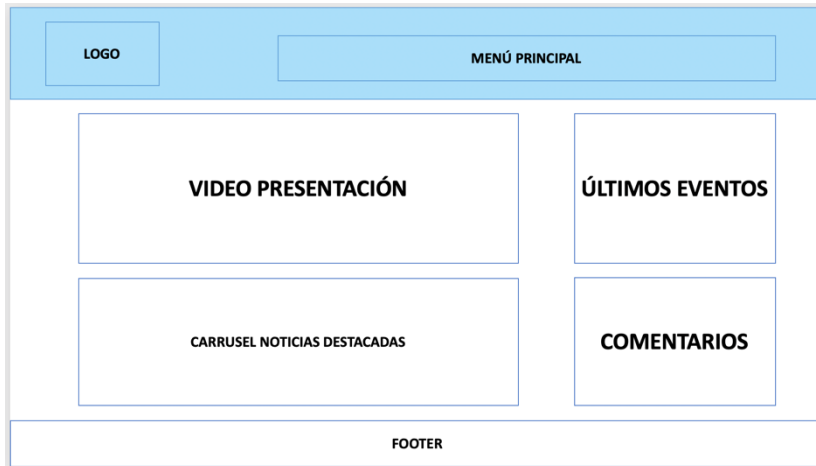 LOGO
MENÚ PRINCIPAL
VIDEO PRESENTACIÓN
ÚLTIMOS EVENTOS
CARRUSEL NOTICIAS DESTACADAS
COMENTARIOS
FOOTER